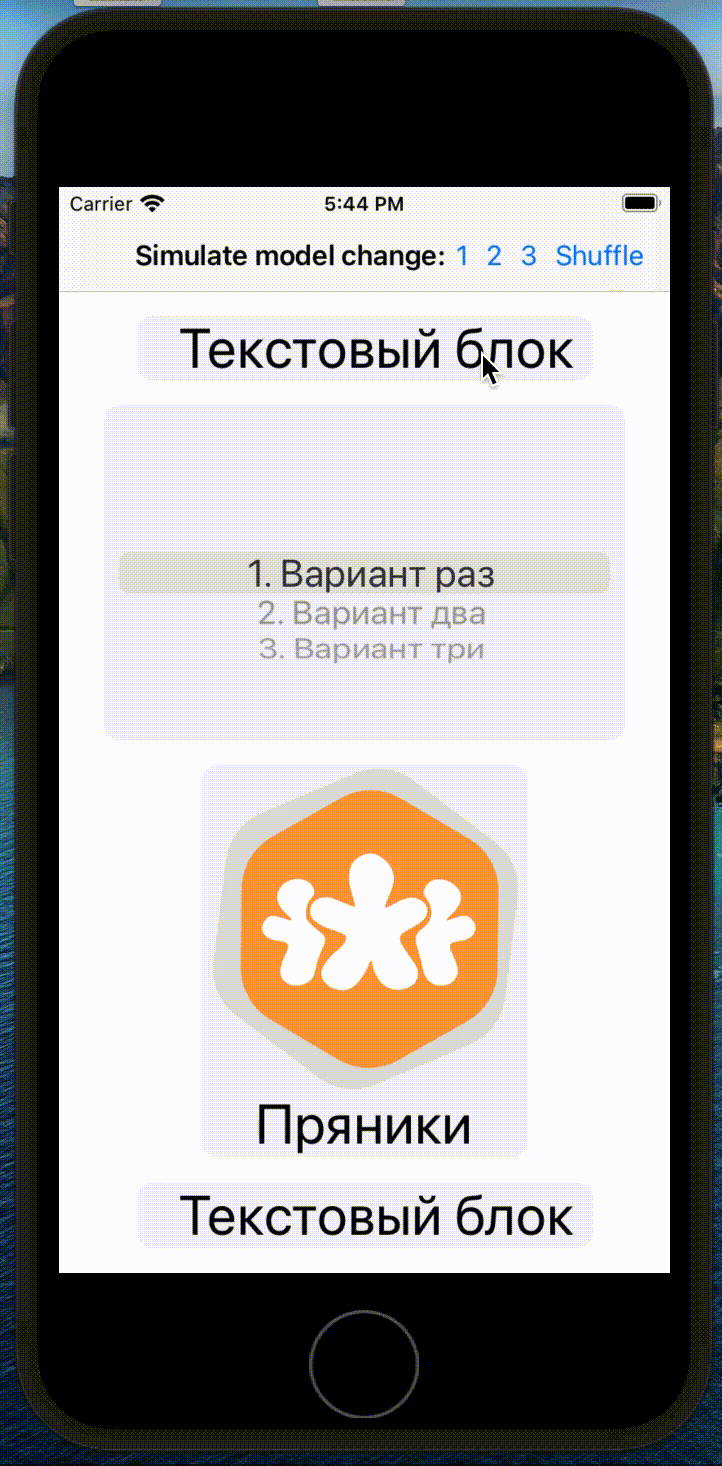 Carrier 5:44 PM
Simulate model change: 1 2 3 Shuffle
Текстовый блок
1. Вариант раз
2. Вариант два
3. Вариант три
Пряники
Текстовый блок